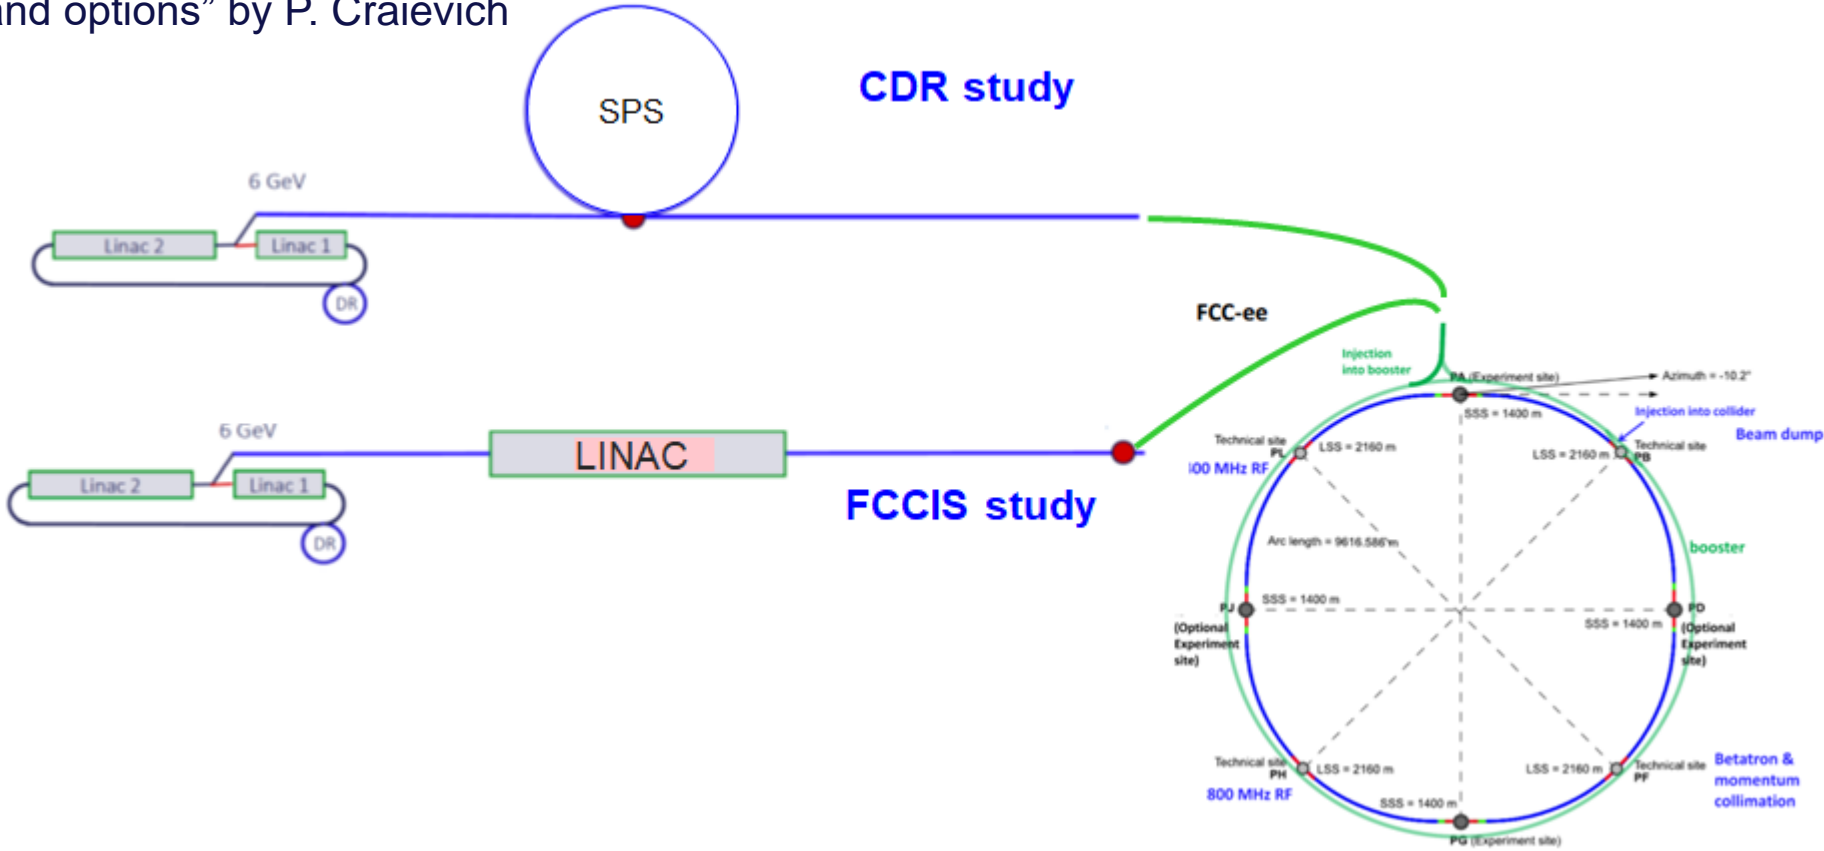 and options” by P. Craievich
SPS
CDR study
6 GeV
Linac 2
Linac 1
DR
FCC-ee
Injection
into booster
PA (Experiment site)
Azimuth = -10.2°
SSS = 1400 m
Injection into collider
Beam dump
Technical site
PL
LSS = 2160 m
LSS = 2160 m
Technical site
PB
00 MHz RF
6 GeV
LINAC
Linac 2
Linac 1
DR
FCCIS study
Arc length = 9616.586 m
booster
PJ
SSS = 1400 m
(Optional
Experiment
site)
PD
SSS = 1400 m
(Optional
Experiment
site)
Technical site
PH
LSS = 2160 m
800 MHz RF
LSS = 2160 m
Technical site
PF
Betatron &
momentum
collimation
SSS = 1400 m
PG (Experiment site)